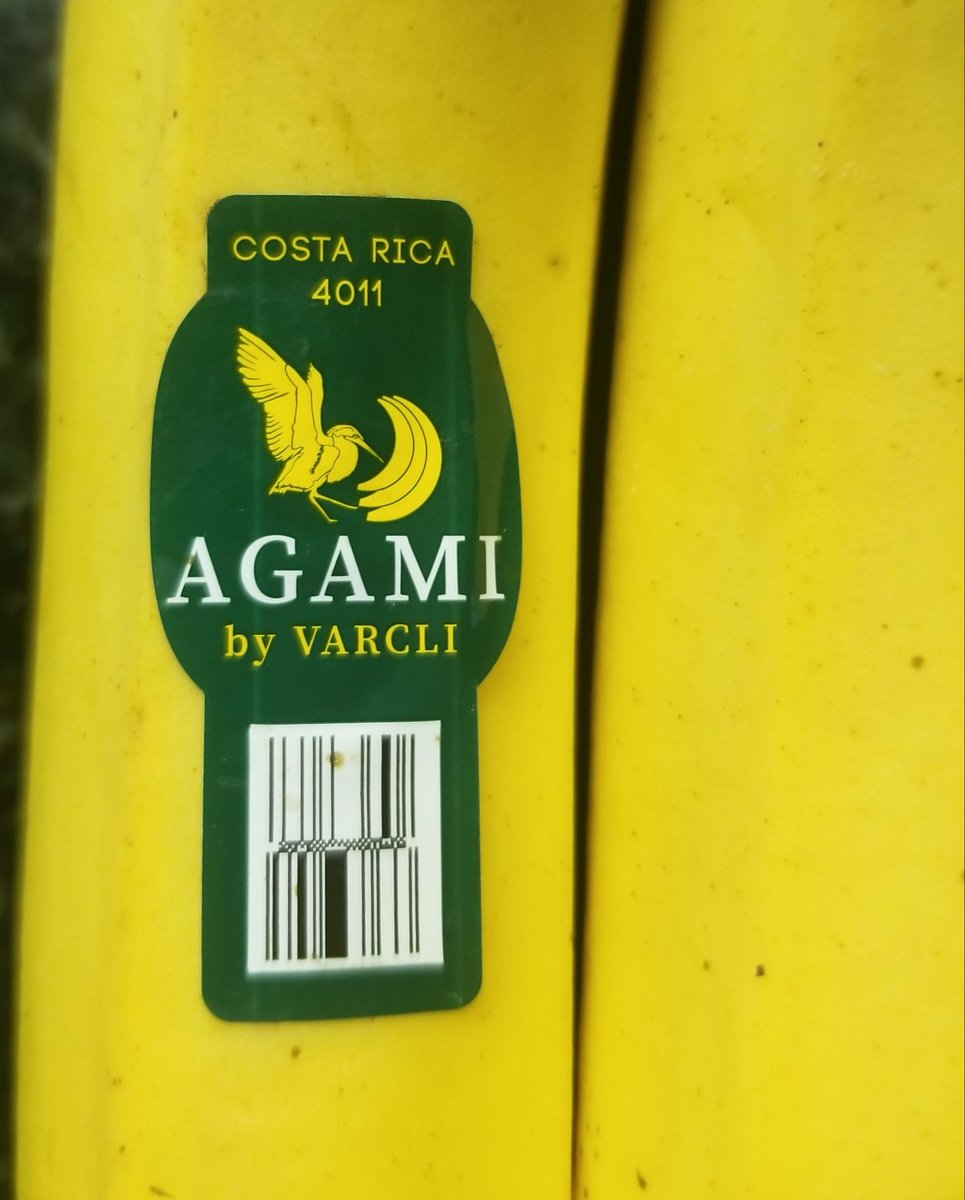 COSTA RICA
4011
AGAMI
by VARCLI